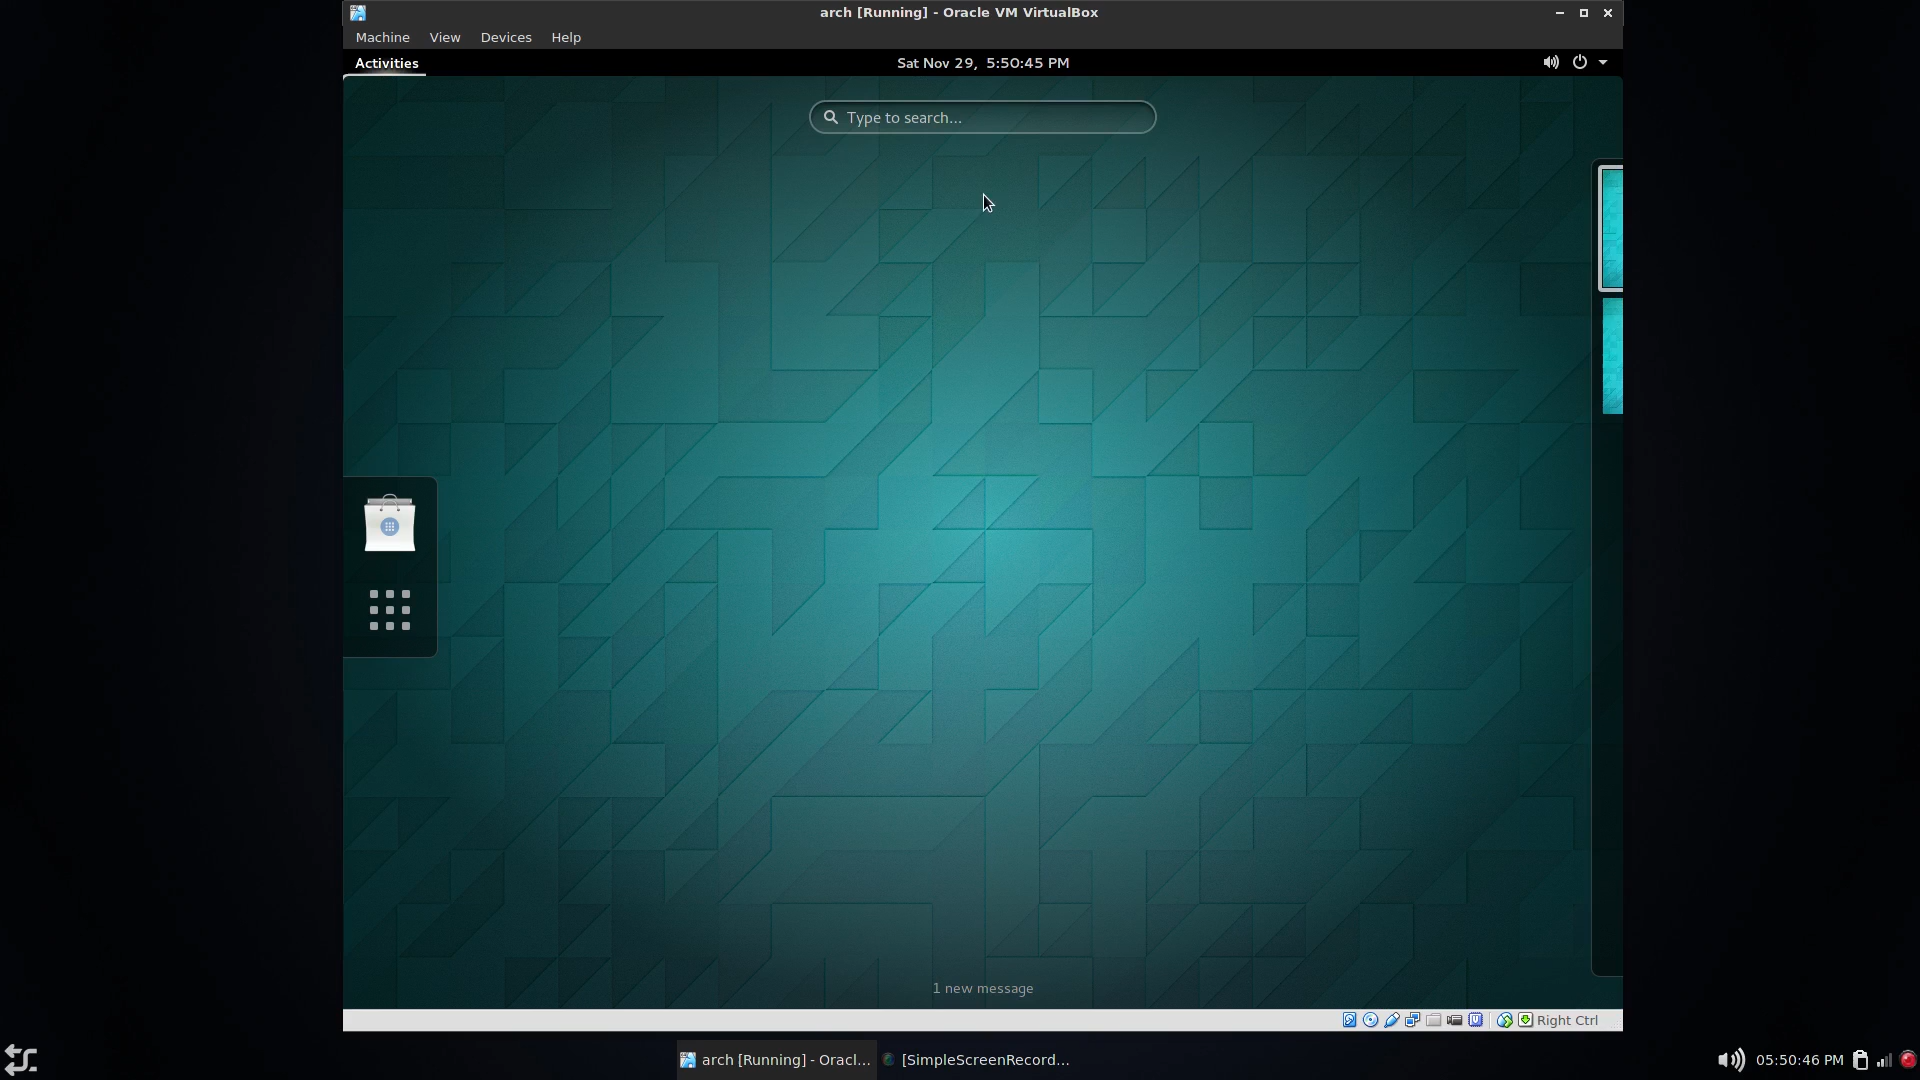 arch [Running] - Oracle VM VirtualBox
Machine View Devices Help
Activities
Sat Nov 29, 5:50:45 PM
Type to search...
1 new message
Right Ctrl
arch [Running] - Oracl...
[SimpleScreenRecord...
05:50:46 PM